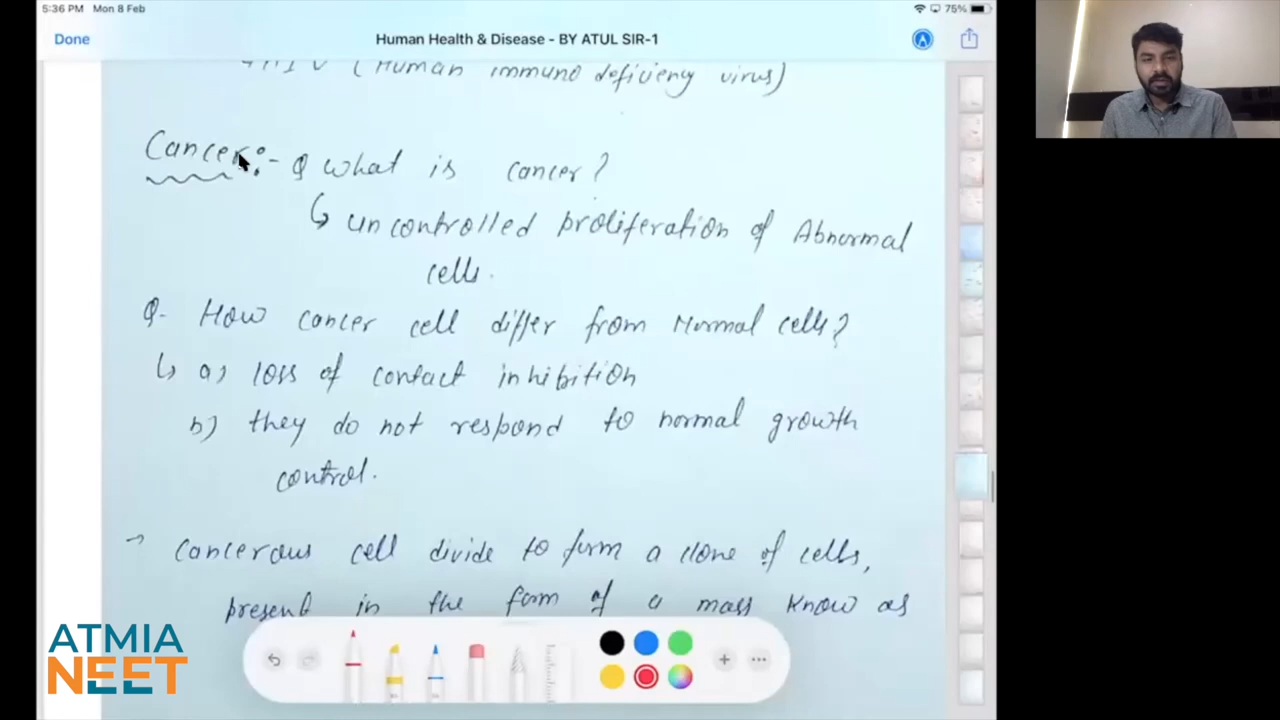 5:36 PM Mon 8 Feb
75%
Done
Human Health & Disease - BY ATUL SIR-1
(Human immuno deficieny virus)
Cancer:- Q What is cancer?
↳ uncontrolled proliferation of Abnormal
cells.
Q. How cancer cell differ from Normal cells?
↳ a) loss of contact inhibition
b) they do not respond to normal growth
control.
→ Cancerous cell divide to form a clone of cells,
present in the form of a mass know as
ATMIA
NEET